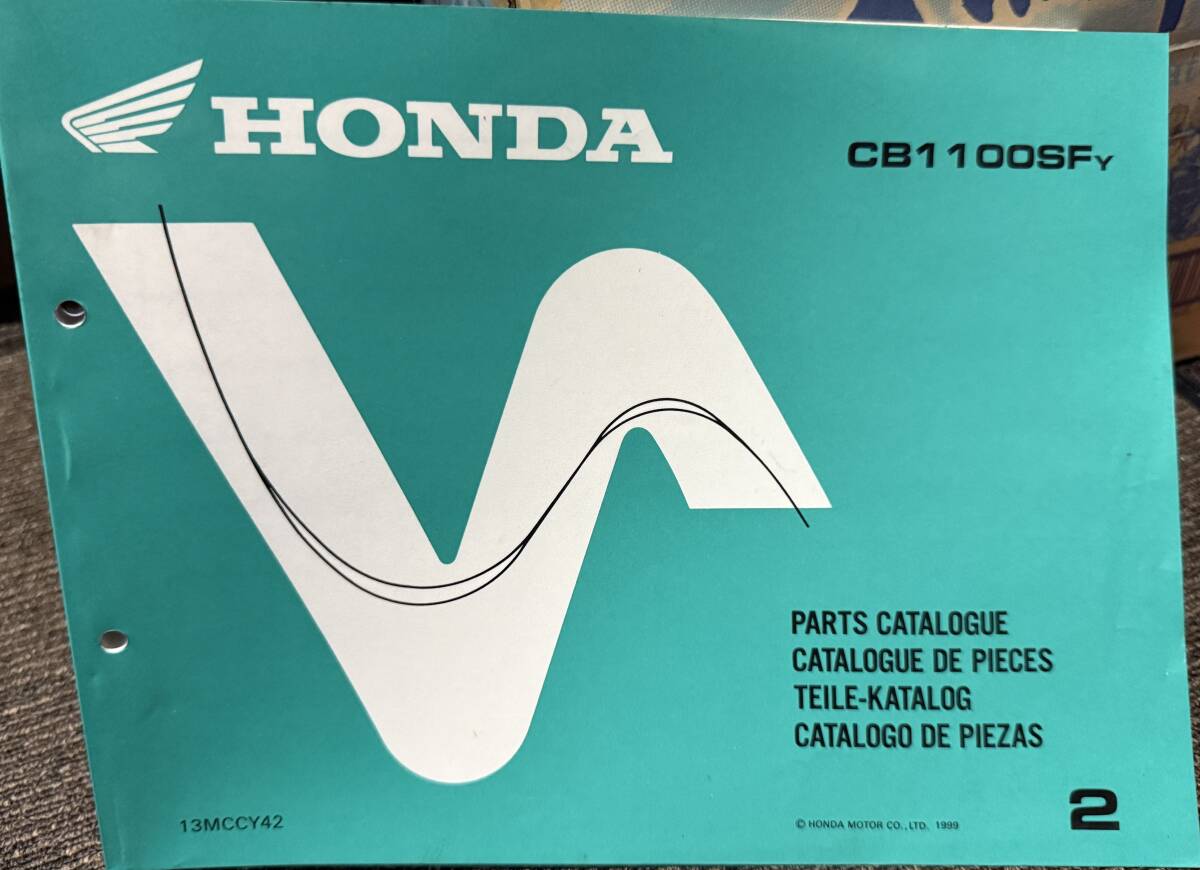 HONDA
CB1100SFY
PARTS CATALOGUE
CATALOGUE DE PIECES
TEILE-KATALOG
CATALOGO DE PIEZAS
13MCCY42
© HONDA MOTOR CO., LTD. 1999
2